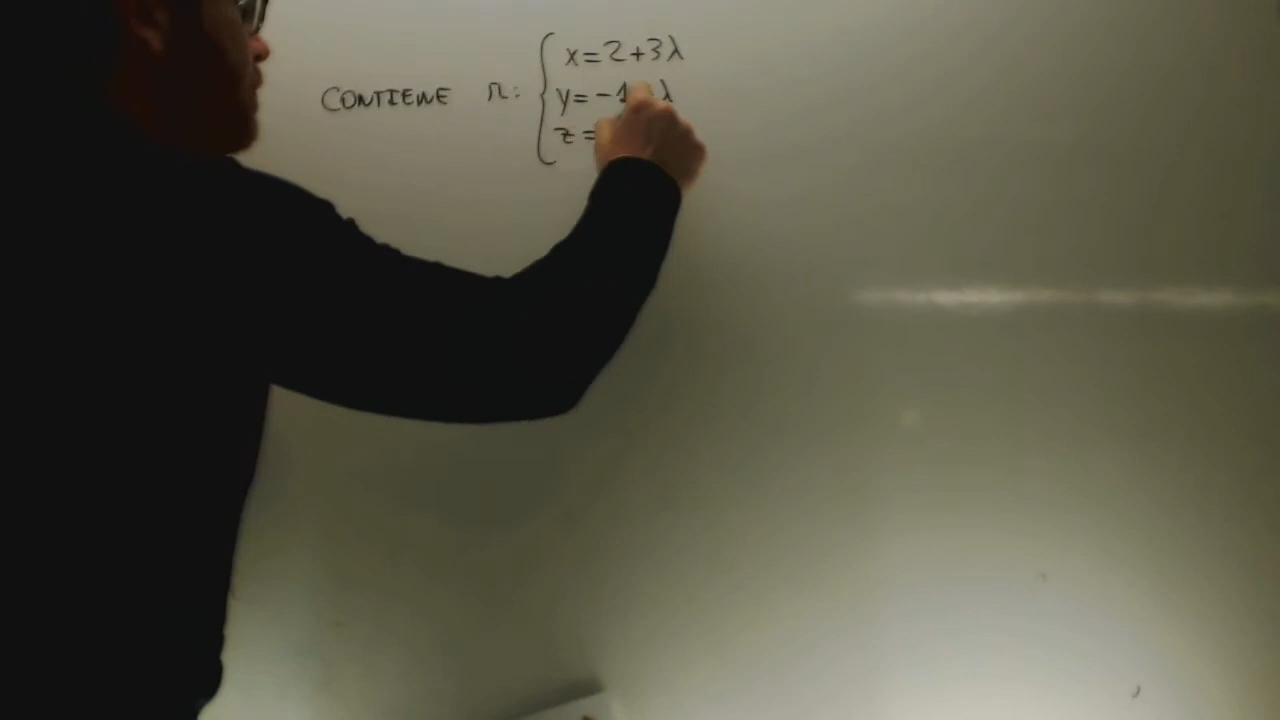 CONTIENE r:
x=2+3λ
y=-1 λ
z=